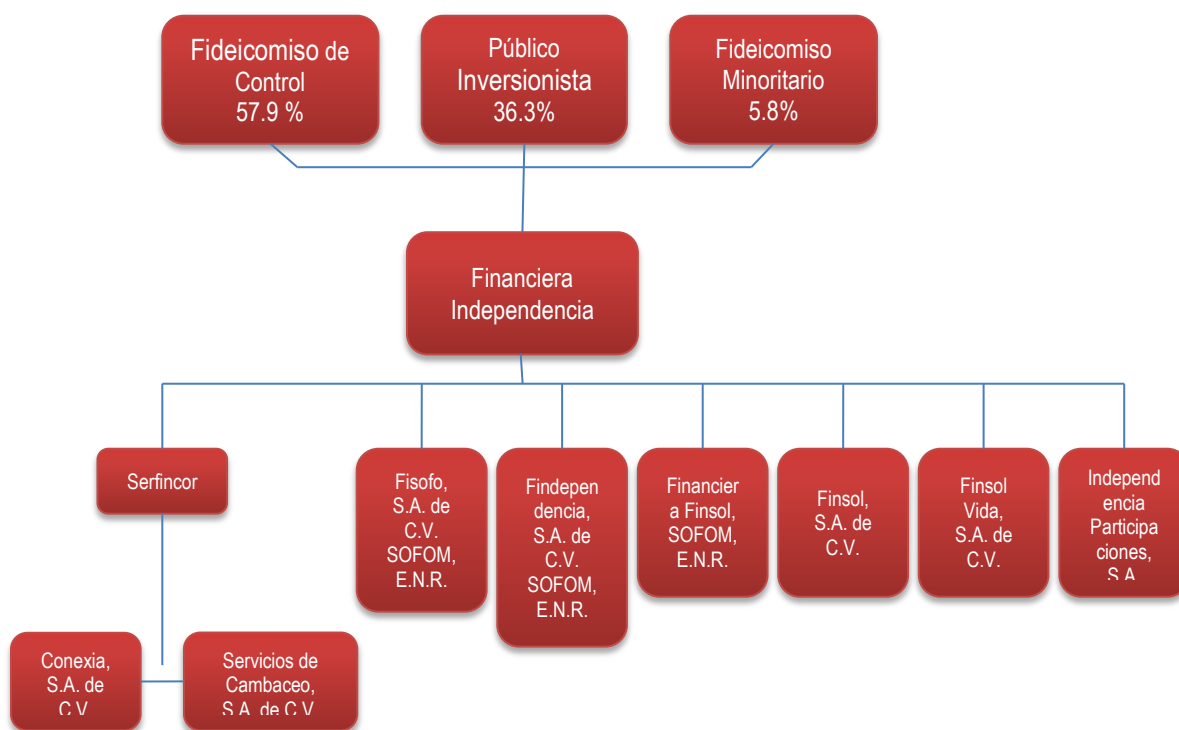 Fideicomiso de
Control
57.9 %
Público
Inversionista
36.3%
Fideicomiso
Minoritario
5.8%
Financiera
Independencia
Serfincor
Fisofo,
S.A. de
C.V.
SOFOM,
E.N.R.
Findepen
dencia,
S.A. de
C.V.
SOFOM,
E.N.R.
Financier
a Finsol,
SOFOM,
E.N.R.
Finsol,
S.A. de
C.V.
Finsol
Vida,
S.A. de
C.V.
Independ
encia
Participa
ciones,
S.A.
Conexia,
S.A. de
C.V.
Servicios de
Cambaceo,
S.A. de C.V.